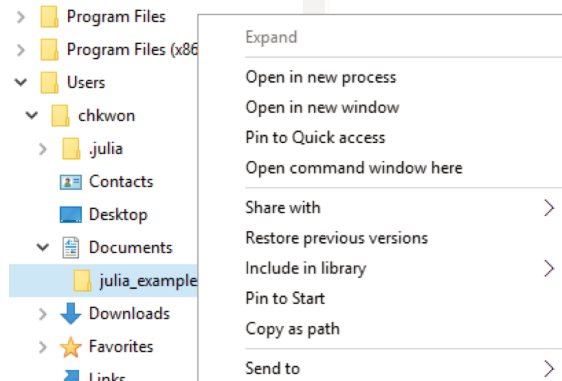 Program Files
Program Files (x86
Users
chkwon
.julia
Contacts
Desktop
Documents
julia_example
Downloads
Favorites
Links
Expand
Open in new process
Open in new window
Pin to Quick access
Open command window here
Share with
Restore previous versions
Include in library
Pin to Start
Copy as path
Send to